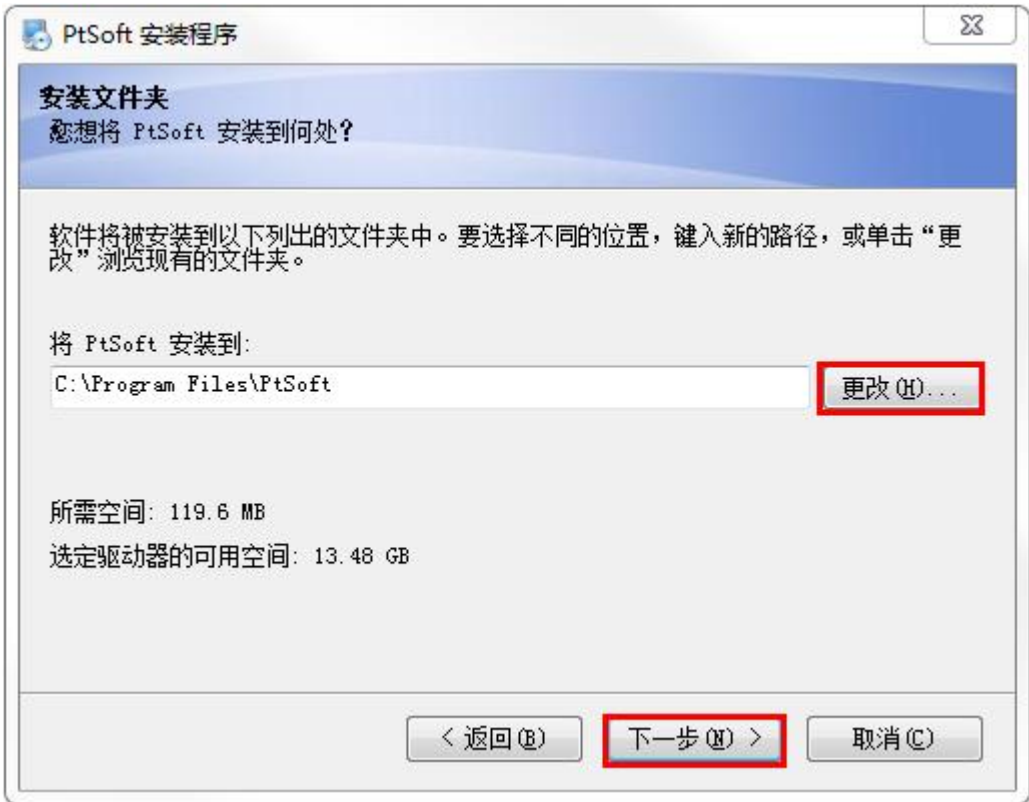 PtSoft 安装程序
安装文件夹
您想将 PtSoft 安装到何处?
软件将被安装到以下列出的文件夹中。要选择不同的位置，键入新的路径，或单击“更
改”浏览现有的文件夹。
将 PtSoft 安装到:
C:\Program Files\PtSoft
更改(H)...
所需空间: 119.6 MB
选定驱动器的可用空间: 13.48 GB
< 返回(B)
下一步(N) >
取消(C)